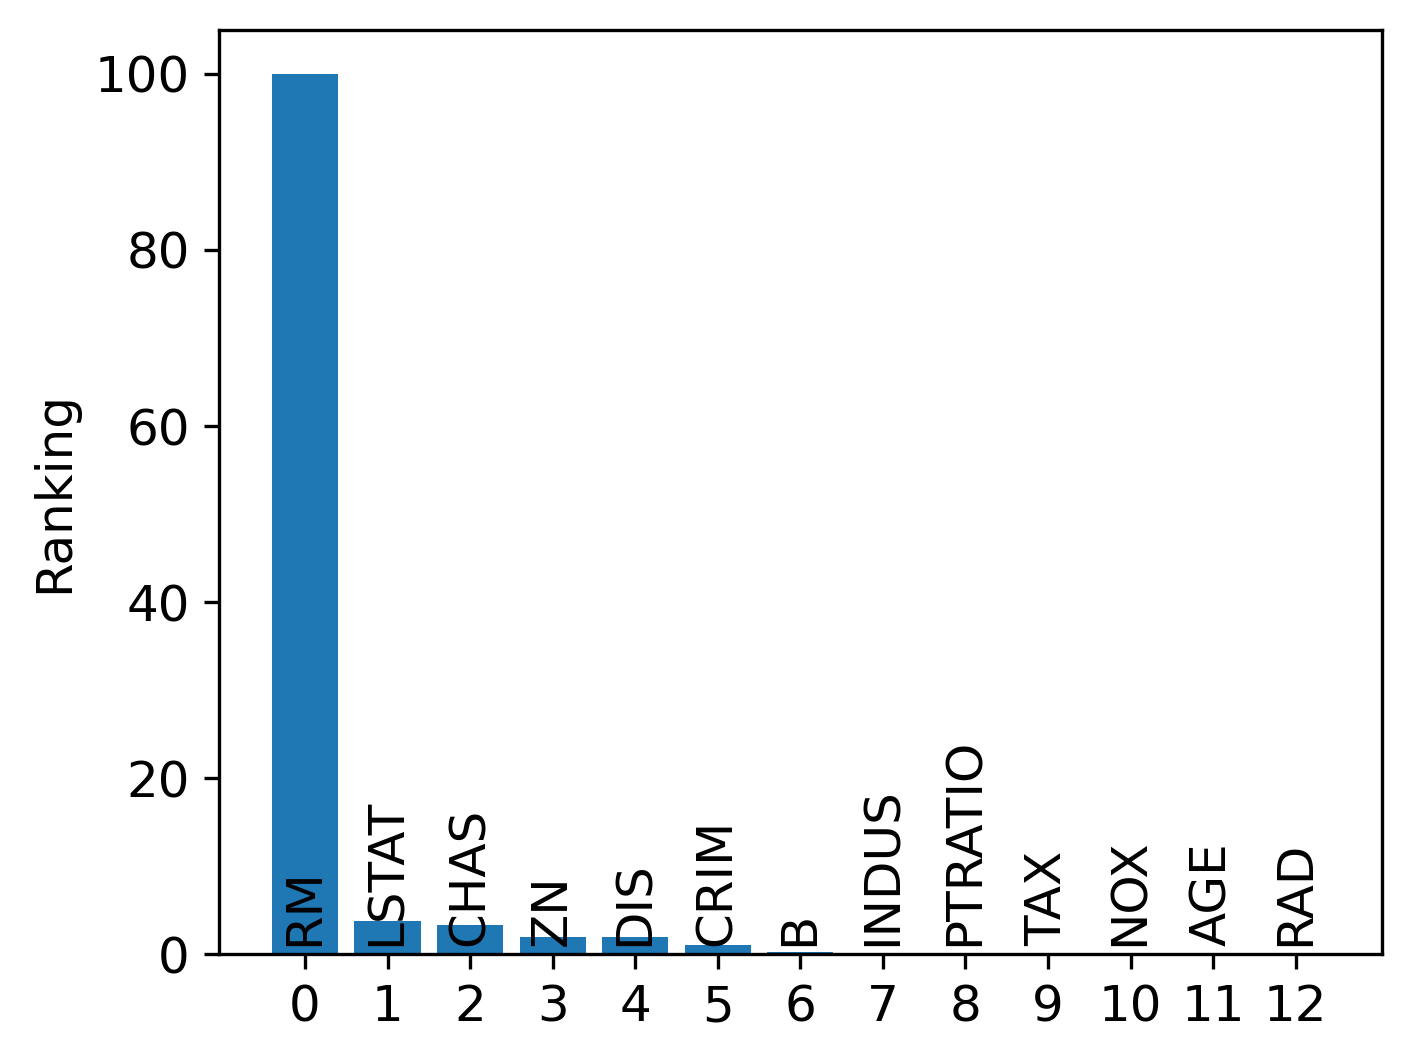 100
80
60
40
20
0
Ranking
RM
LSTAT
CHAS
ZN
DIS
CRIM
B
INDUS
PTRATIO
TAX
NOX
AGE
RAD
0 1 2 3 4 5 6 7 8 9 10 11 12